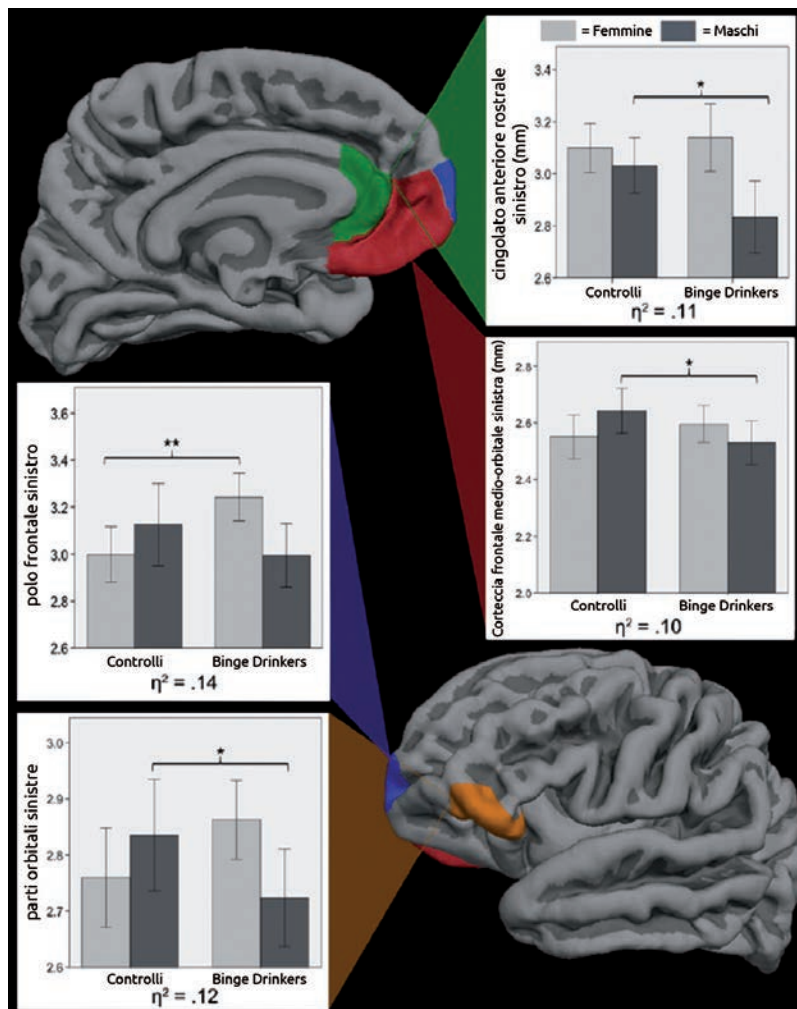 = Femmine = Maschi
cingolato anteriore rostrale
sinistro (mm)
3.4
3.2
3.0
2.8
2.6
*
Controlli Binge Drinkers
η² = .11
Corteccia frontale medio-orbitale sinistra (mm)
2.8
2.6
2.4
2.2
2.0
*
Controlli Binge Drinkers
η² = .10
polo frontale sinistro
3.6
3.4
3.2
3.0
2.8
2.6
**
Controlli Binge Drinkers
η² = .14
parti orbitali sinistre
3.0
2.9
2.8
2.7
2.6
*
Controlli Binge Drinkers
η² = .12